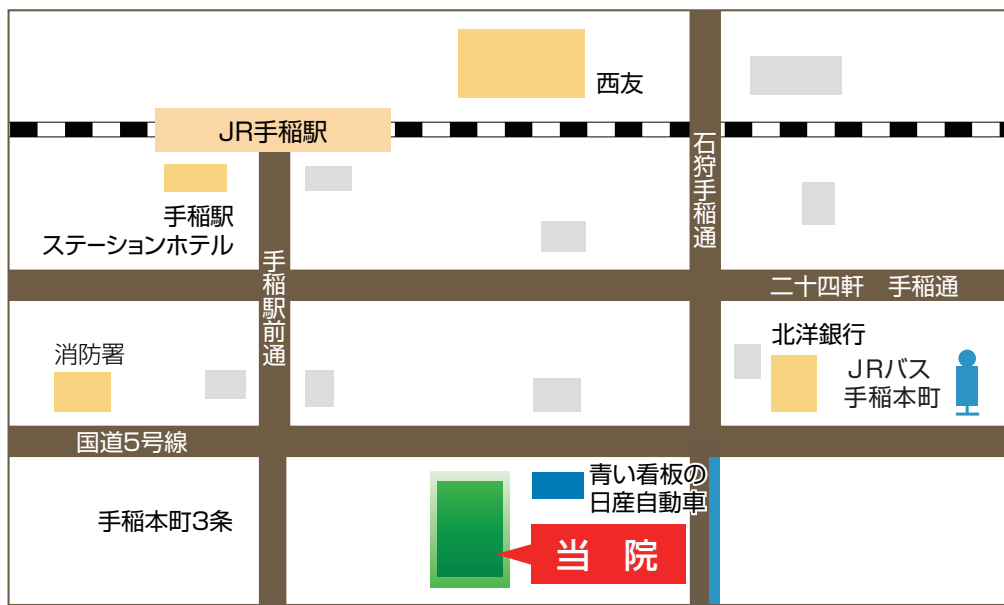 西友
JR手稲駅
石狩手稲通
手稲駅
ステーションホテル
手稲駅前通
二十四軒　手稲通
北洋銀行
消防署
JRバス
手稲本町
国道5号線
青い看板の
日産自動車
手稲本町3条
当　院